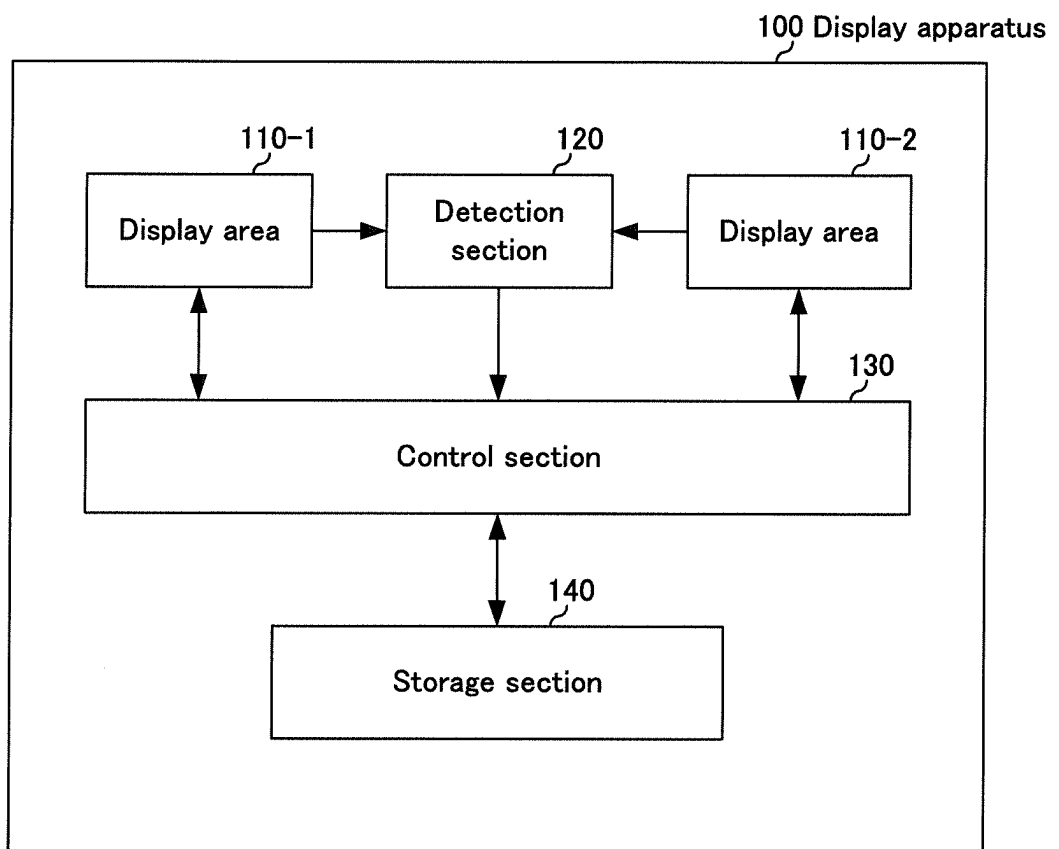 100 Display apparatus
110-1
120
110-2
Display area
Detection
section
Display area
130
Control section
140
Storage section